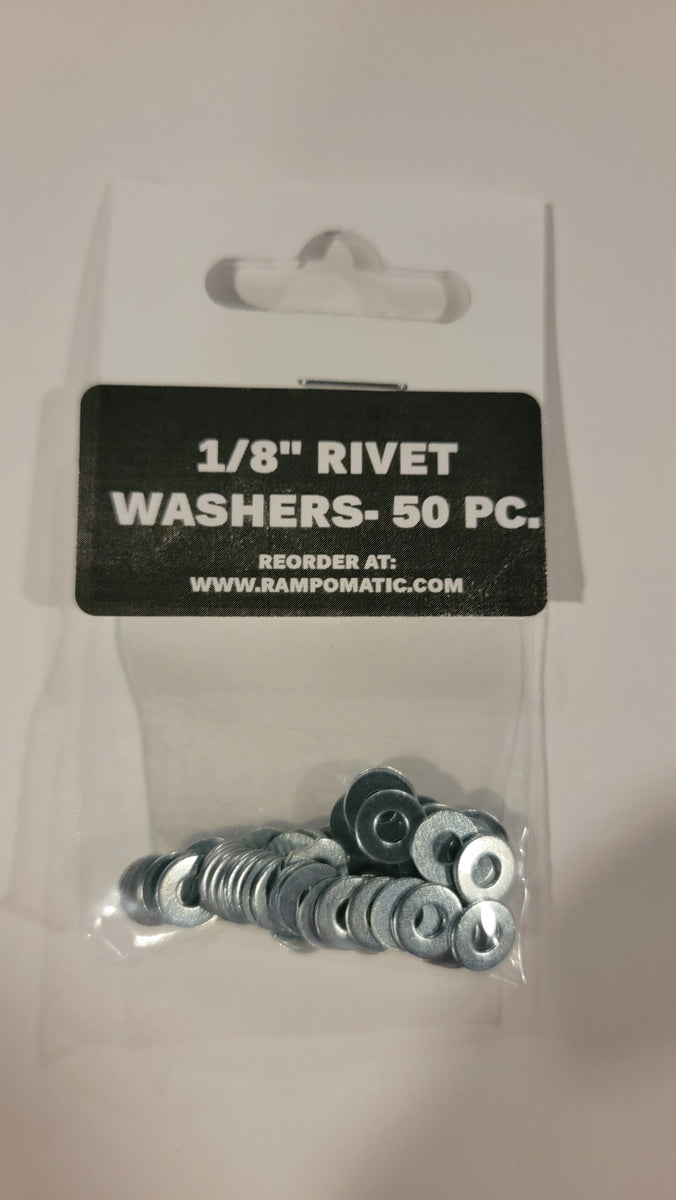 1/8" RIVET
WASHERS- 50 PC.
REORDER AT:
WWW.RAMPOMATIC.COM